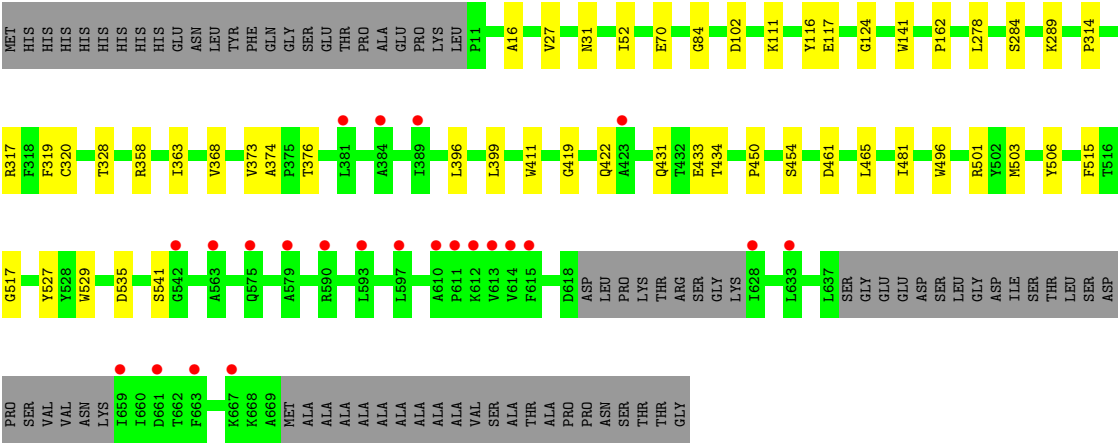 MET HIS HIS HIS HIS HIS HIS HIS HIS GLU ASN LEU TYR PHE GLN GLY SER GLU THR PRO ALA GLU PRO LYS LEU P11 A16 V27 N31 I52 E70 G84 D102 K111 Y116 E117 G124 W141 P162 L278 S284 K289 P314
R317 F318 F319 C320 T328 R358 I363 V368 V373 A374 P375 T376 L381 A384 I389 L396 L399 W411 G419 Q422 A423 Q431 T432 E433 T434 P450 S454 D461 L465 I481 W496 R501 Y502 M503 Y506 F515 T516
G517 Y527 Y528 W529 D535 S541 G542 A563 Q575 A579 R590 L593 L597 A610 P611 K612 V613 V614 F615 D618 ASP LEU PRO LYS THR ARG SER GLY LYS I628 L633 L637 SER GLY GLU GLU ASP SER LEU GLY ASP ILE SER THR LEU SER ASP
PRO SER VAL VAL ASN LYS I659 I660 D661 T662 F663 K667 K668 A669 MET ALA ALA ALA ALA ALA ALA ALA ALA ALA VAL SER ALA THR ALA PRO PRO ASN SER THR THR GLY